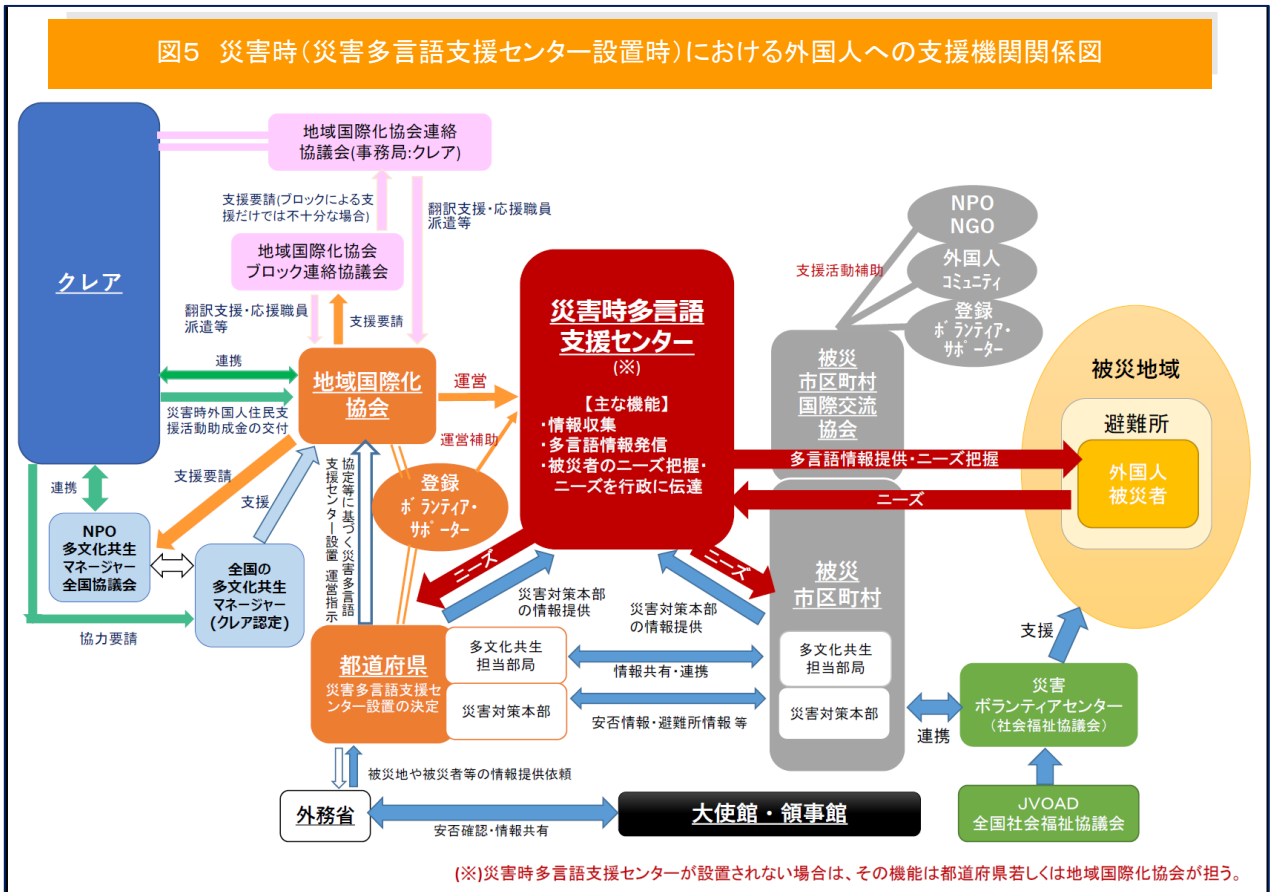 図5 災害時(災害多言語支援センター設置時)における外国人への支援機関関係図
クレア
地域国際化協会連絡
協議会(事務局:クレア)
支援要請(ブロックによる支
援だけでは不十分な場合)
翻訳支援・応援職員
派遣等
地域国際化協会
ブロック連絡協議会
翻訳支援・応援職員
派遣等
支援要請
連携
災害時外国人住民支
援活動助成金の交付
地域国際化
協会
運営
運営補助
支援要請
支援
連携
NPO
多文化共生
マネージャー
全国協議会
全国の
多文化共生
マネージャー
(クレア認定)
協力要請
協定等に基づく災害多言語
支援センター設置 運営指示
登録
ボランティア・
サポーター
災害時多言語
支援センター
(※)
【主な機能】
・情報収集
・多言語情報発信
・被災者のニーズ把握・
ニーズを行政に伝達
NPO
NGO
外国人
コミュニティ
登録
ボランティア・
サポーター
支援活動補助
被災
市区町村
国際交流
協会
被災地域
避難所
外国人
被災者
多言語情報提供・ニーズ把握
ニーズ
ニーズ
ニーズ
災害対策本部
の情報提供
災害対策本部
の情報提供
被災
市区町村
多文化共生
担当部局
災害対策本部
都道府県
災害多言語支援セ
ンター設置の決定
多文化共生
担当部局
災害対策本部
情報共有・連携
安否情報・避難所情報 等
連携
支援
災害
ボランティアセンター
(社会福祉協議会)
JVOAD
全国社会福祉協議会
被災地や被災者等の情報提供依頼
外務省
安否確認・情報共有
大使館・領事館
(※)災害時多言語支援センターが設置されない場合は、その機能は都道府県若しくは地域国際化協会が担う。